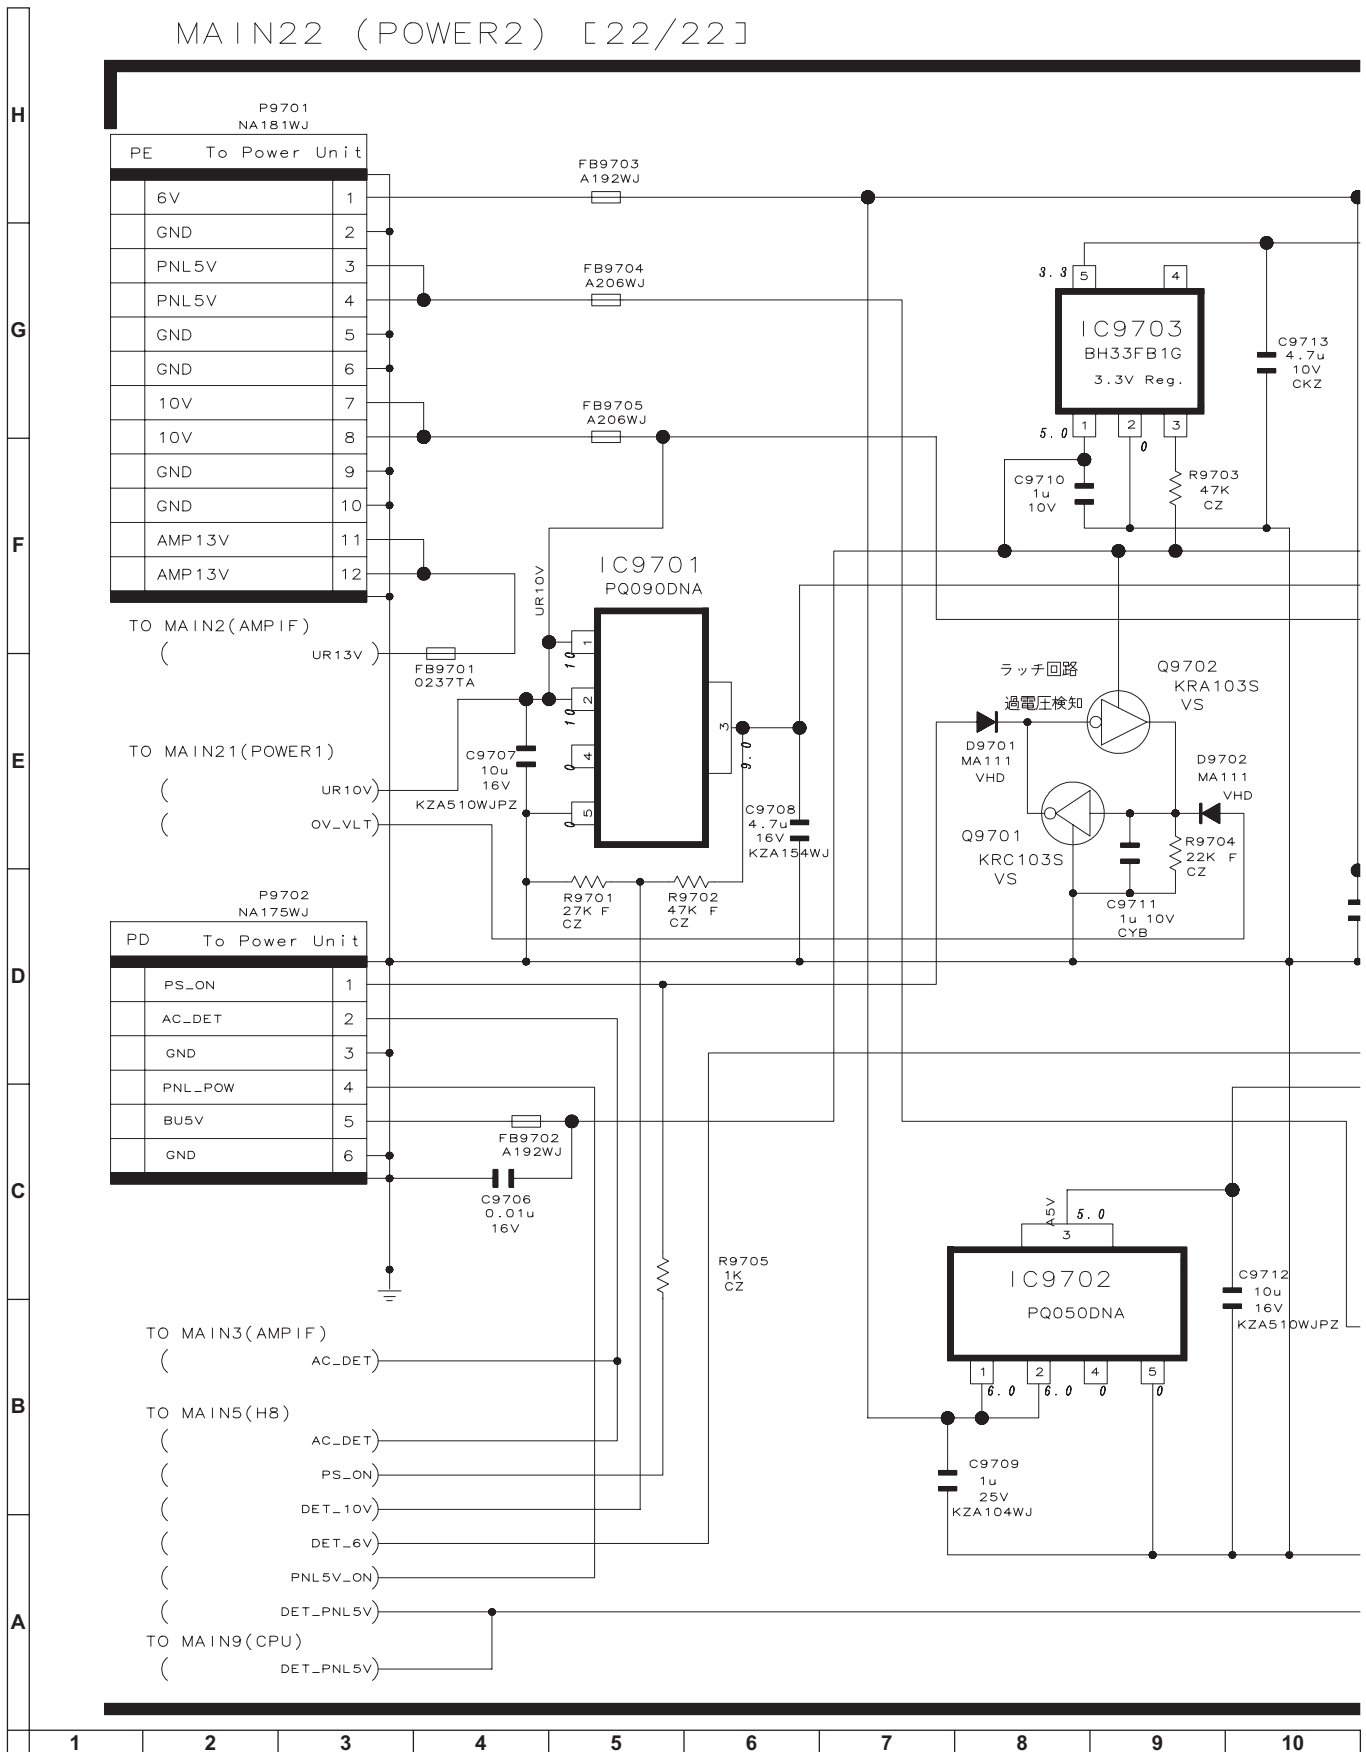 MAIN22 (POWER2) [22/22]
H
P9701
NA181WJ
PE To Power Unit
6V 1
GND 2
PNL5V 3
PNL5V 4
GND 5
GND 6
10V 7
10V 8
GND 9
GND 10
AMP13V 11
AMP13V 12
FB9703
A192WJ
FB9704
A206WJ
FB9705
A206WJ
G
3.3 5 4
IC9703
BH33FB1G
3.3V Reg.
1 2 3
5.0
0
C9713
4.7u
10V
CKZ
C9710
1u
10V
R9703
47K
CZ
F
TO MAIN2(AMPIF)
( UR13V )
FB9701
0237TA
UR10V
IC9701
PQ090DNA
1
10
2
10
4
0
5
0
3
9.0
ラッチ回路
過電圧検知
Q9702
KRA103S
VS
E
TO MAIN21(POWER1)
( UR10V)
( OV_VLT)
C9707
10u
16V
KZA510WJPZ
C9708
4.7u
16V
KZA154WJ
D9701
MA111
VHD
D9702
MA111
VHD
Q9701
KRC103S
VS
R9704
22K F
CZ
C9711
1u 10V
CYB
R9701
27K F
CZ
R9702
47K F
CZ
P9702
NA175WJ
PD To Power Unit
D
PS_ON 1
AC_DET 2
GND 3
PNL_POW 4
BU5V 5
GND 6
FB9702
A192WJ
C
C9706
0.01u
16V
R9705
1K
CZ
A5V
5.0
3
IC9702
PQ050DNA
1 2 4 5
6.0 6.0 0 0
C9712
10u
16V
KZA510WJPZ
C9709
1u
25V
KZA104WJ
TO MAIN3(AMPIF)
( AC_DET)
B
TO MAIN5(H8)
( AC_DET)
( PS_ON)
( DET_10V)
( DET_6V)
( PNL5V_ON)
( DET_PNL5V)
A
TO MAIN9(CPU)
( DET_PNL5V)
1 2 3 4 5 6 7 8 9 10